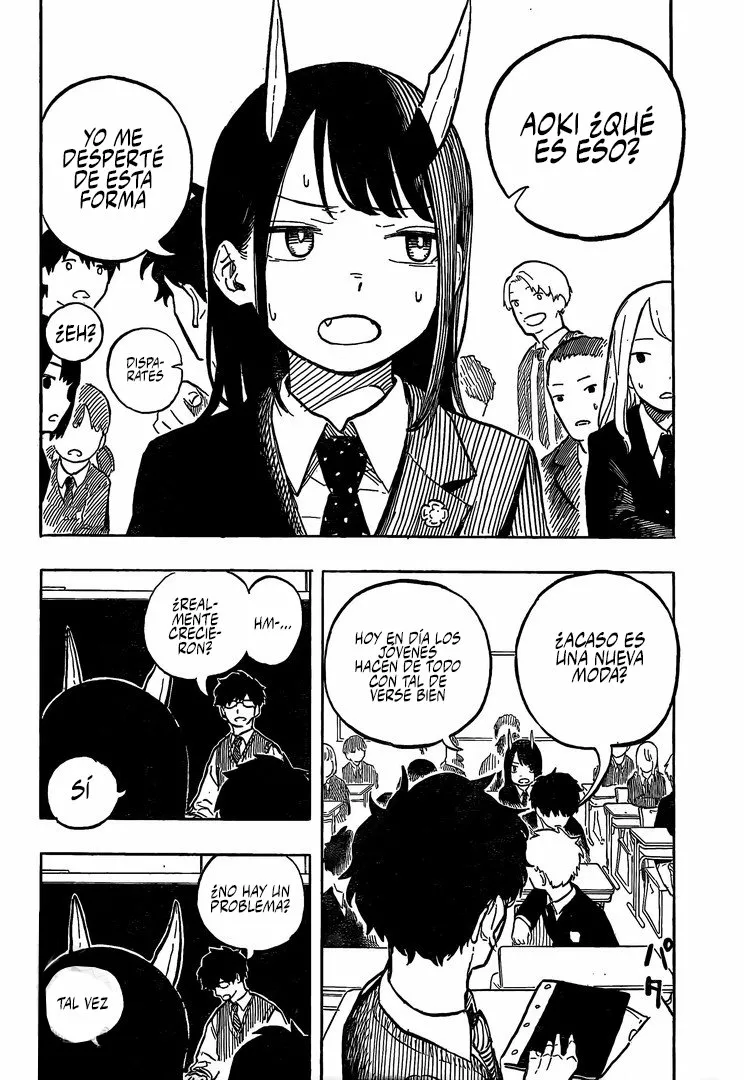 AOKI ¿QUÉ
ES ESO?
YO ME
DESPERTÉ
DE ESTA
FORMA
¿EH?
DISPA-
RATES
¿ACASO ES
UNA NUEVA
MODA?
HOY EN DÍA LOS
JÓVENES
HACEN DE TODO
CON TAL DE
VERSE BIEN
パタ
HM-...
¿REAL-
MENTE
CRECIE-
RON?
SÍ
¿NO HAY UN
PROBLEMA?
TAL VEZ